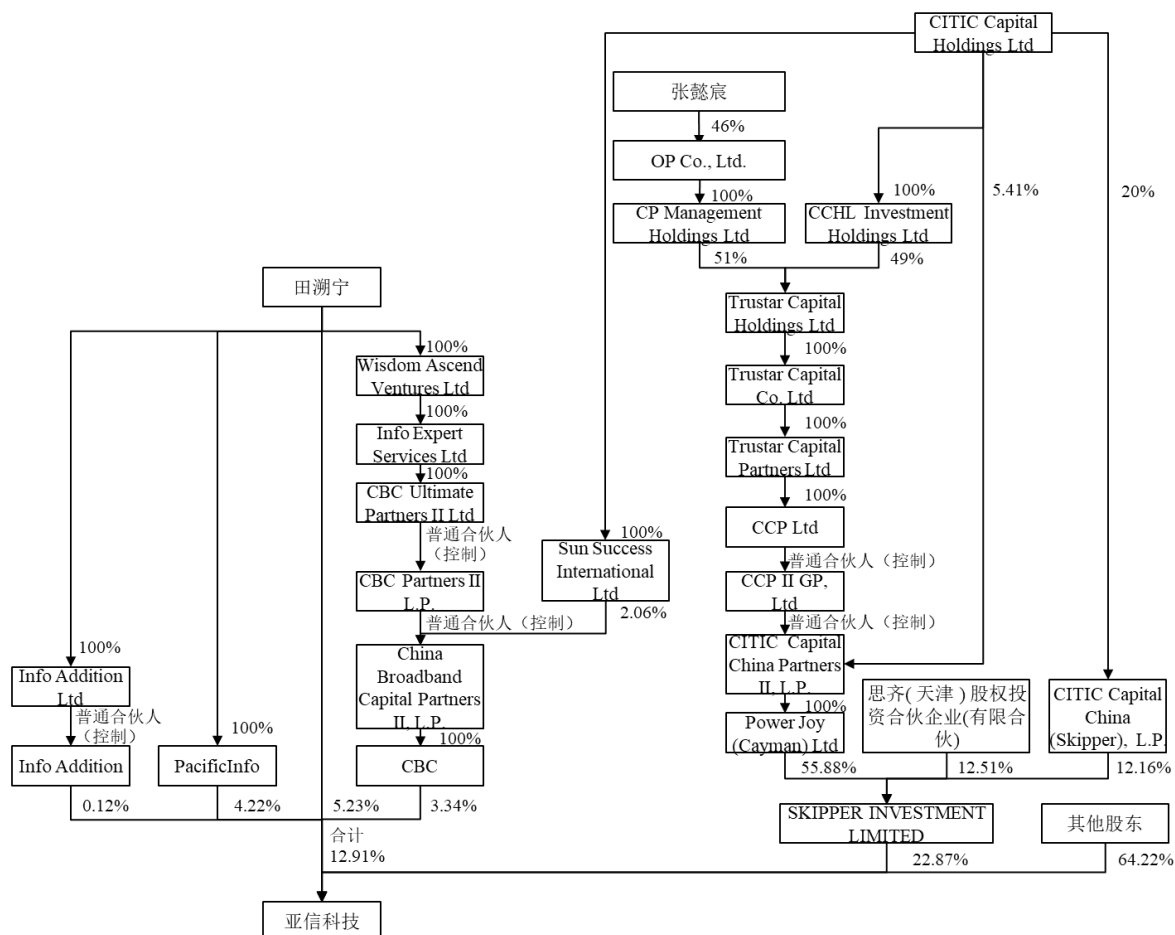 CITIC Capital
Holdings Ltd
张懿宸
46%
OP Co., Ltd.
100%
100%
5.41%
20%
CP Management
Holdings Ltd
CCHL Investment
Holdings Ltd
51%
49%
田溯宁
Trustar Capital
Holdings Ltd
100%
100%
Wisdom Ascend
Ventures Ltd
Trustar Capital
Co. Ltd
100%
100%
Info Expert
Services Ltd
Trustar Capital
Partners Ltd
100%
100%
CBC Ultimate
Partners II Ltd
CCP Ltd
普通合伙人
（控制）
100%
Sun Success
International
Ltd
普通合伙人（控制）
CBC Partners II
L.P.
CCP II GP,
Ltd
2.06%
普通合伙人（控制）
普通合伙人（控制）
100%
China
Broadband
Capital Partners
II, L.P.
CITIC Capital
China Partners
II, L.P.
Info Addition
Ltd
思齐( 天津 ) 股权投
资合伙企业(有限合
伙)
CITIC Capital
China
(Skipper), L.P.
普通合伙人
（控制）
100%
100%
100%
Power Joy
(Cayman) Ltd
Info Addition
PacificInfo
CBC
55.88%
12.51%
12.16%
0.12%
4.22%
5.23%
3.34%
SKIPPER INVESTMENT
LIMITED
其他股东
合计
12.91%
22.87%
64.22%
亚信科技